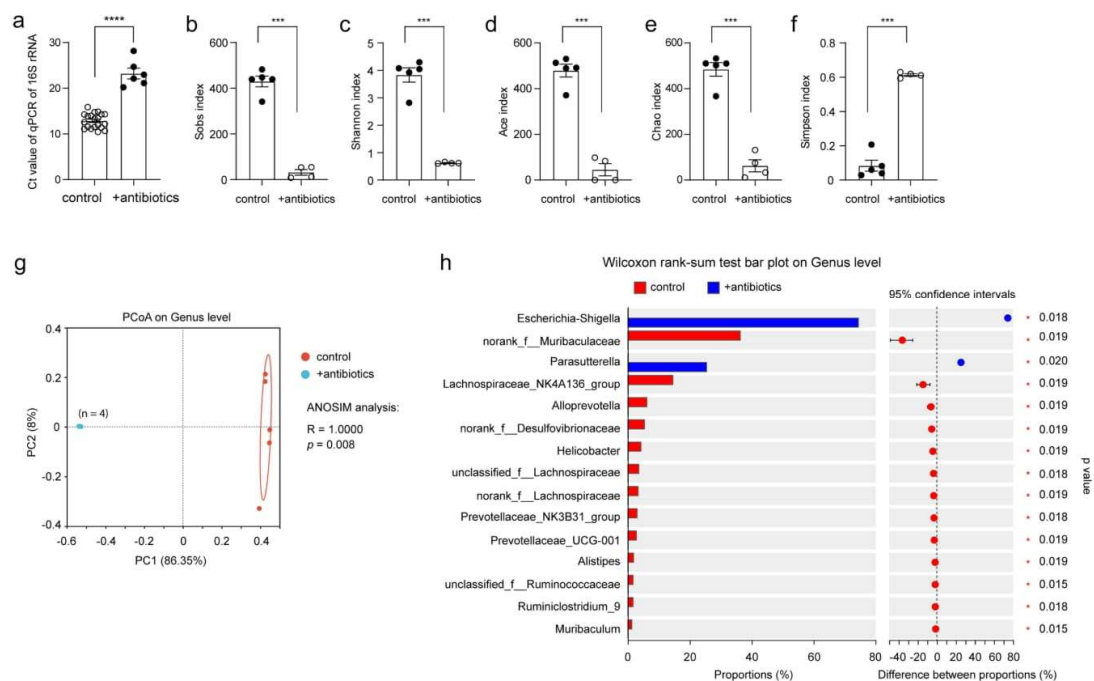 a
****
Ct value of qPCR of 16S rRNA
30
20
10
0
control +antibiotics
b
***
Sobs index
600
400
200
0
control +antibiotics
c
***
Shannon index
5
4
3
2
1
0
control +antibiotics
d
***
Ace index
600
400
200
0
control +antibiotics
e
***
Chao index
600
400
200
0
control +antibiotics
f
***
Simpson index
0.8
0.6
0.4
0.2
0.0
control +antibiotics
g
PCoA on Genus level
PC2 (8%)
0.4
0.2
0
-0.2
-0.4
(n = 4)
-0.6 -0.4 -0.2 0 0.2 0.4
PC1 (86.35%)
control
+antibiotics
ANOSIM analysis:
R = 1.0000
p = 0.008
h
Wilcoxon rank-sum test bar plot on Genus level
control +antibiotics
95% confidence intervals
Escherichia-Shigella * 0.018
norank_f__Muribaculaceae * 0.019
Parasutterella * 0.020
Lachnospiraceae_NK4A136_group * 0.019
Alloprevotella * 0.019
norank_f__Desulfovibrionaceae * 0.019
Helicobacter * 0.019
unclassified_f__Lachnospiraceae * 0.018
norank_f__Lachnospiraceae * 0.019
Prevotellaceae_NK3B31_group * 0.018
Prevotellaceae_UCG-001 * 0.019
Alistipes * 0.019
unclassified_f__Ruminococcaceae * 0.015
Ruminiclostridium_9 * 0.018
Muribaculum * 0.015
p value
0 20 40 60 80
Proportions (%)
-40 -20 0 20 40 60 80
Difference between proportions (%)